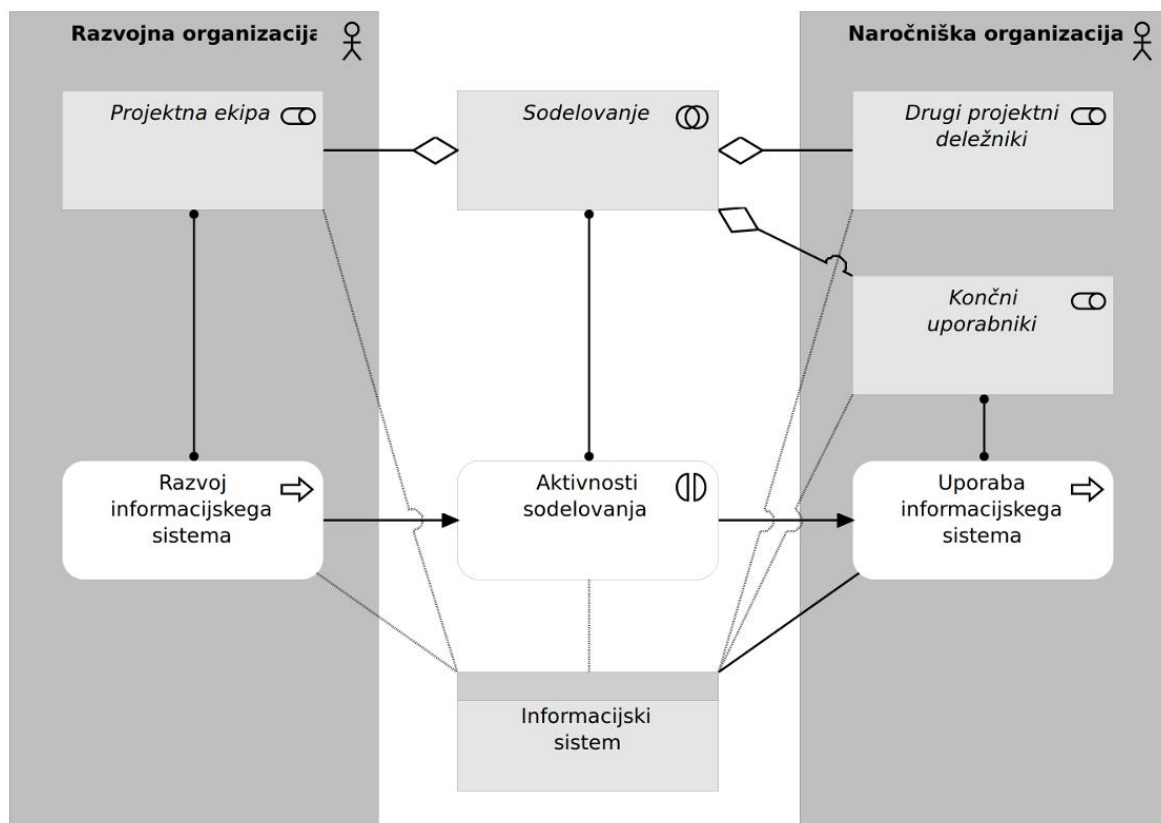 Razvojna organizacija
Naročniška organizacija
Projektna ekipa
Sodelovanje
Drugi projektni
deležniki
Končni
uporabniki
Razvoj
informacijskega
sistema
Aktivnosti
sodelovanja
Uporaba
informacijskega
sistema
Informacijski
sistem